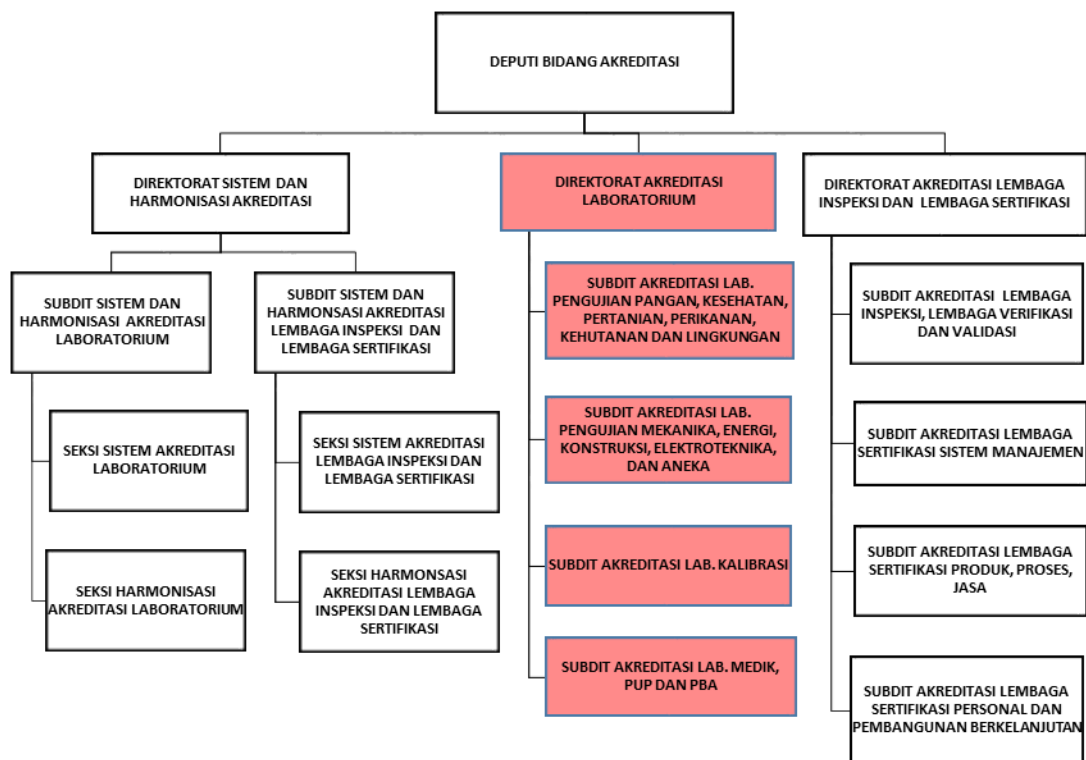 DEPUTI BIDANG AKREDITASI
DIREKTORAT SISTEM DAN
HARMONISASI AKREDITASI
DIREKTORAT AKREDITASI
LABORATORIUM
DIREKTORAT AKREDITASI LEMBAGA
INSPEKSI DAN LEMBAGA SERTIFIKASI
SUBDIT SISTEM DAN
HARMONISASI AKREDITASI
LABORATORIUM
SEKSI SISTEM AKREDITASI
LABORATORIUM
SEKSI HARMONISASI
AKREDITASI LABORATORIUM
SUBDIT SISTEM DAN
HARMONSASI AKREDITASI
LEMBAGA INSPEKSI DAN
LEMBAGA SERTIFIKASI
SEKSI SISTEM AKREDITASI
LEMBAGA INSPEKSI DAN
LEMBAGA SERTIFIKASI
SEKSI HARMONSASI
AKREDITASI LEMBAGA
INSPEKSI DAN LEMBAGA
SERTIFIKASI
SUBDIT AKREDITASI LAB.
PENGUJIAN PANGAN, KESEHATAN,
PERTANIAN, PERIKANAN,
KEHUTANAN DAN LINGKUNGAN
SUBDIT AKREDITASI LAB.
PENGUJIAN MEKANIKA, ENERGI,
KONSTRUKSI, ELEKTROTEKNIKA,
DAN ANEKA
SUBDIT AKREDITASI LAB. KALIBRASI
SUBDIT AKREDITASI LAB. MEDIK,
PUP DAN PBA
SUBDIT AKREDITASI LEMBAGA
INSPEKSI, LEMBAGA VERIFIKASI
DAN VALIDASI
SUBDIT AKREDITASI LEMBAGA
SERTIFIKASI SISTEM MANAJEMEN
SUBDIT AKREDITASI LEMBAGA
SERTIFIKASI PRODUK, PROSES,
JASA
SUBDIT AKREDITASI LEMBAGA
SERTIFIKASI PERSONAL DAN
PEMBANGUNAN BERKELANJUTAN